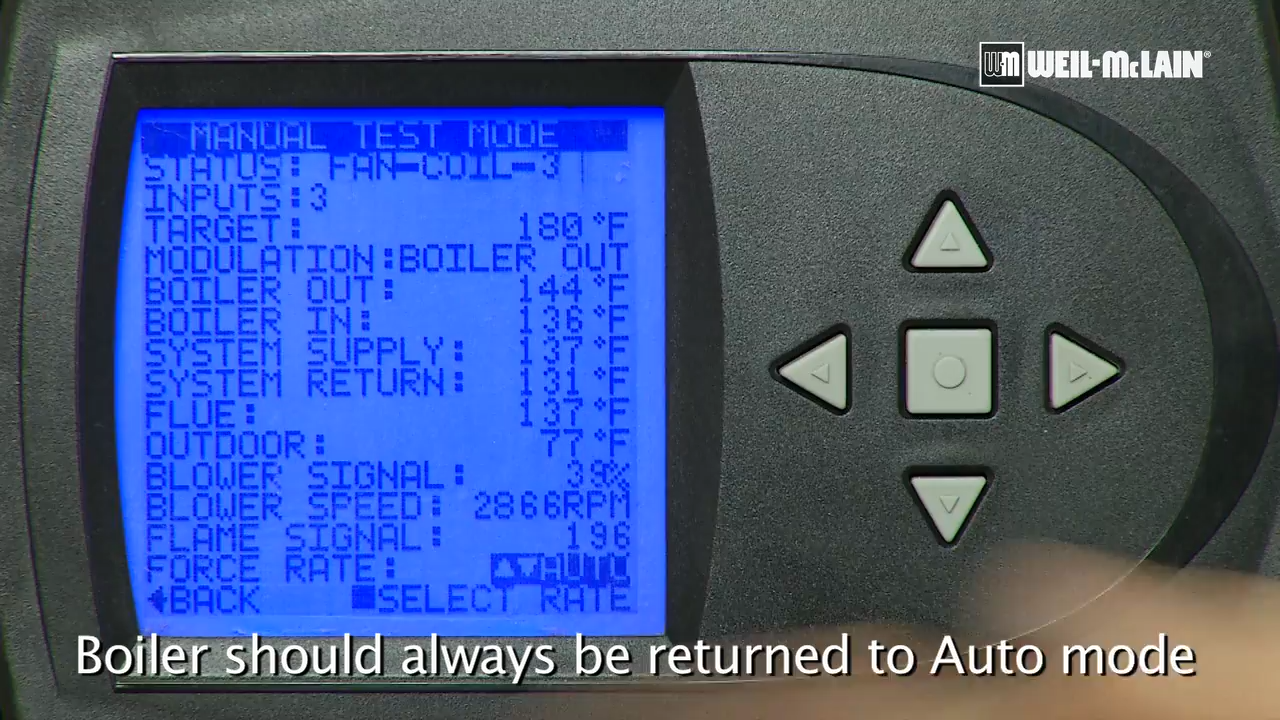 WM WEIL-McLAIN®
MANUAL TEST MODE
STATUS: FAN-COIL-3
INPUTS:3
TARGET: 180°F
MODULATION:BOILER OUT
BOILER OUT: 144°F
BOILER IN: 136°F
SYSTEM SUPPLY: 137°F
SYSTEM RETURN: 131°F
FLUE: 137°F
OUTDOOR: 77°F
BLOWER SIGNAL: 39%
BLOWER SPEED: 2866RPM
FLAME SIGNAL: 196
FORCE RATE: AUTO
BACK SELECT RATE
Boiler should always be returned to Auto mode